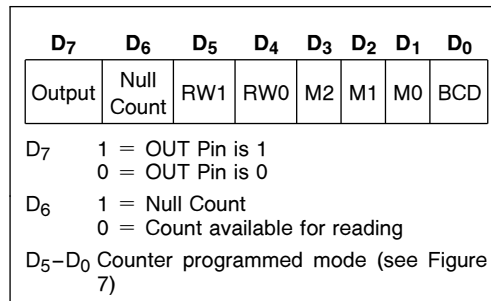 D7 D6 D5 D4 D3 D2 D1 D0
Output Null Count RW1 RW0 M2 M1 M0 BCD
D7 1 = OUT Pin is 1
0 = OUT Pin is 0
D6 1 = Null Count
0 = Count available for reading
D5–D0 Counter programmed mode (see Figure
7)